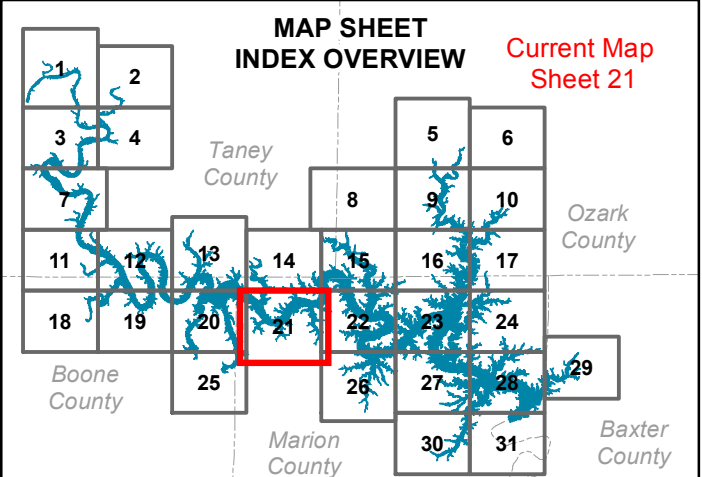 MAP SHEET
INDEX OVERVIEW
Current Map
Sheet 21
1
2
3
4
5
6
Taney
County
7
8
9
10
Ozark
County
11
12
13
14
15
16
17
18
19
20
21
22
23
24
25
26
27
28
29
Boone
County
Marion
County
30
31
Baxter
County